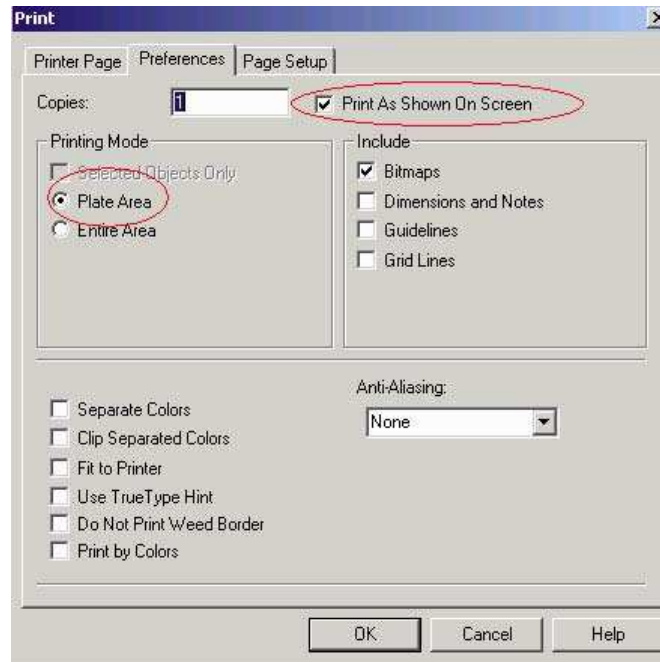 Print
Printer Page Preferences Page Setup
Copies: 1 Print As Shown On Screen
Printing Mode
Selected Objects Only
Plate Area
Entire Area
Include
Bitmaps
Dimensions and Notes
Guidelines
Grid Lines
Separate Colors
Clip Separated Colors
Fit to Printer
Use TrueType Hint
Do Not Print Weed Border
Print by Colors
Anti-Aliasing:
None
OK Cancel Help